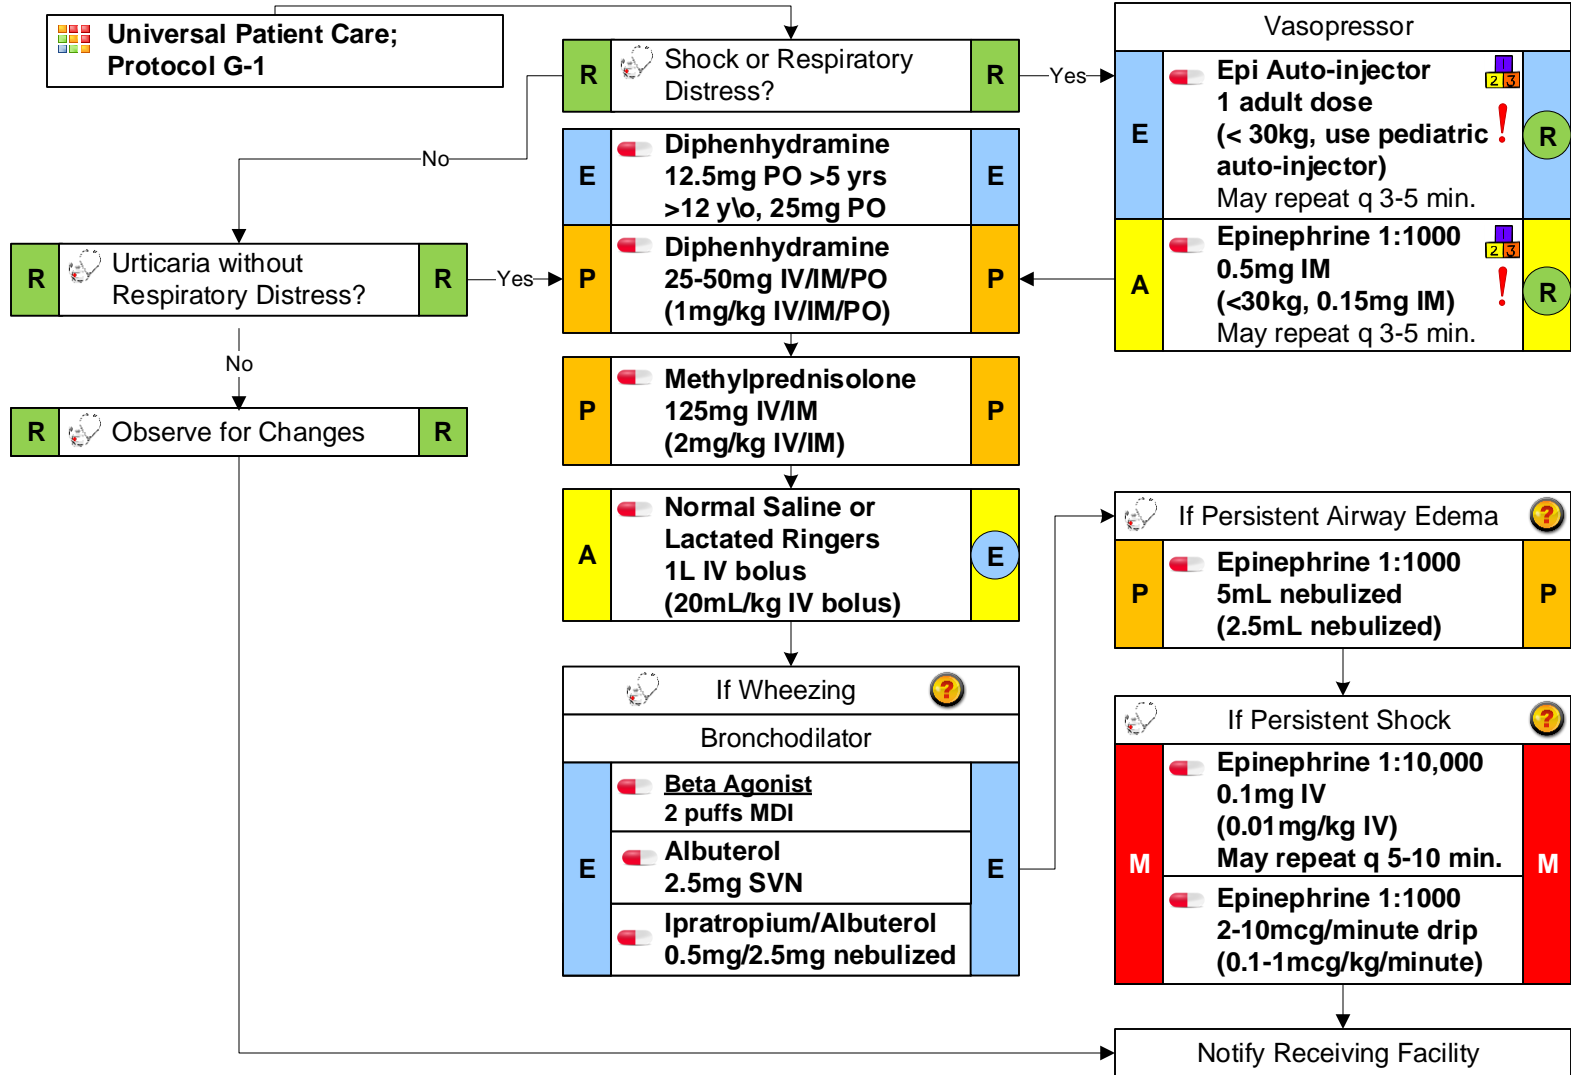 Universal Patient Care;
Protocol G-1
R
Shock or Respiratory
Distress?
R
Yes
No
Vasopressor
E
Epi Auto-injector
1 adult dose
(< 30kg, use pediatric
auto-injector)
May repeat q 3-5 min.
2 3
!
R
A
Epinephrine 1:1000
0.5mg IM
(<30kg, 0.15mg IM)
May repeat q 3-5 min.
2 3
!
R
E
Diphenhydramine
12.5mg PO >5 yrs
>12 y\o, 25mg PO
E
P
Diphenhydramine
25-50mg IV/IM/PO
(1mg/kg IV/IM/PO)
P
R
Urticaria without
Respiratory Distress?
R
Yes
No
R
Observe for Changes
R
P
Methylprednisolone
125mg IV/IM
(2mg/kg IV/IM)
P
A
Normal Saline or
Lactated Ringers
1L IV bolus
(20mL/kg IV bolus)
E
If Wheezing
?
Bronchodilator
E
Beta Agonist
2 puffs MDI
Albuterol
2.5mg SVN
Ipratropium/Albuterol
0.5mg/2.5mg nebulized
E
If Persistent Airway Edema
?
P
Epinephrine 1:1000
5mL nebulized
(2.5mL nebulized)
P
If Persistent Shock
?
M
Epinephrine 1:10,000
0.1mg IV
(0.01mg/kg IV)
May repeat q 5-10 min.
Epinephrine 1:1000
2-10mcg/minute drip
(0.1-1mcg/kg/minute)
M
Notify Receiving Facility